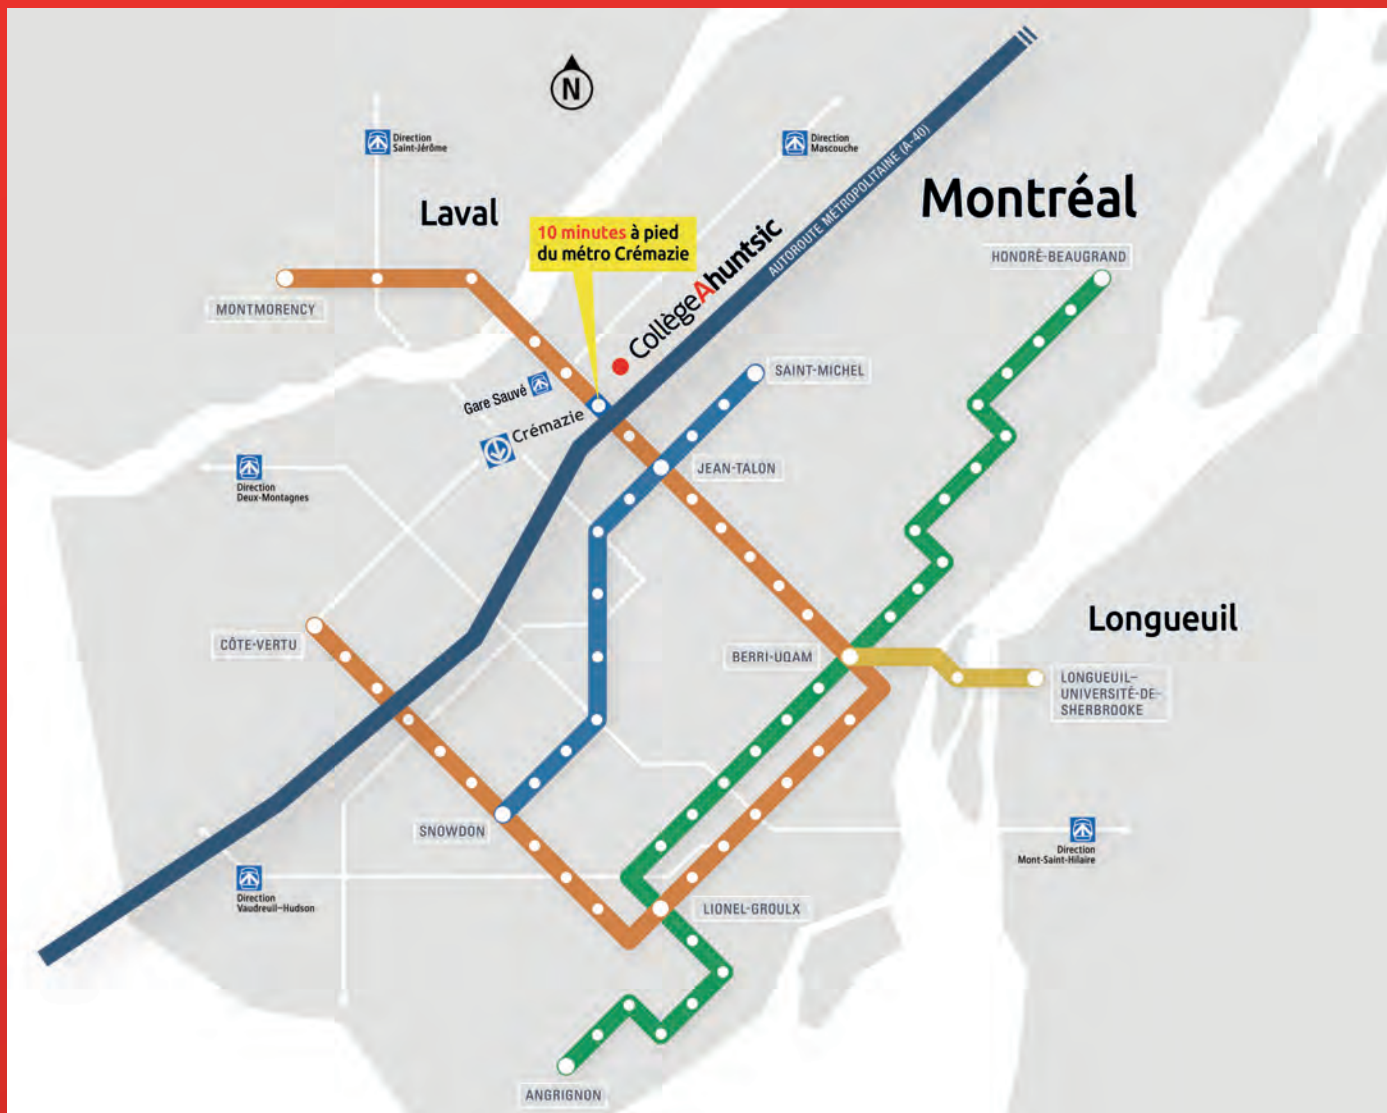 N
Direction
Saint-Jérôme
Direction
Mascouche
Laval
Montréal
10 minutes à pied
du métro Crémazie
CollègeAhuntsic
AUTOROUTE MÉTROPOLITAINE (A-40)
HONORÉ-BEAUGRAND
MONTMORENCY
SAINT-MICHEL
Gare Sauvé
Crémazie
JEAN-TALON
Direction
Deux-Montagnes
Longueuil
CÔTE-VERTU
BERRI-UQAM
LONGUEUIL–
UNIVERSITÉ-DE-
SHERBROOKE
SNOWDON
Direction
Mont-Saint-Hilaire
Direction
Vaudreuil–Hudson
LIONEL-GROULX
ANGRIGNON